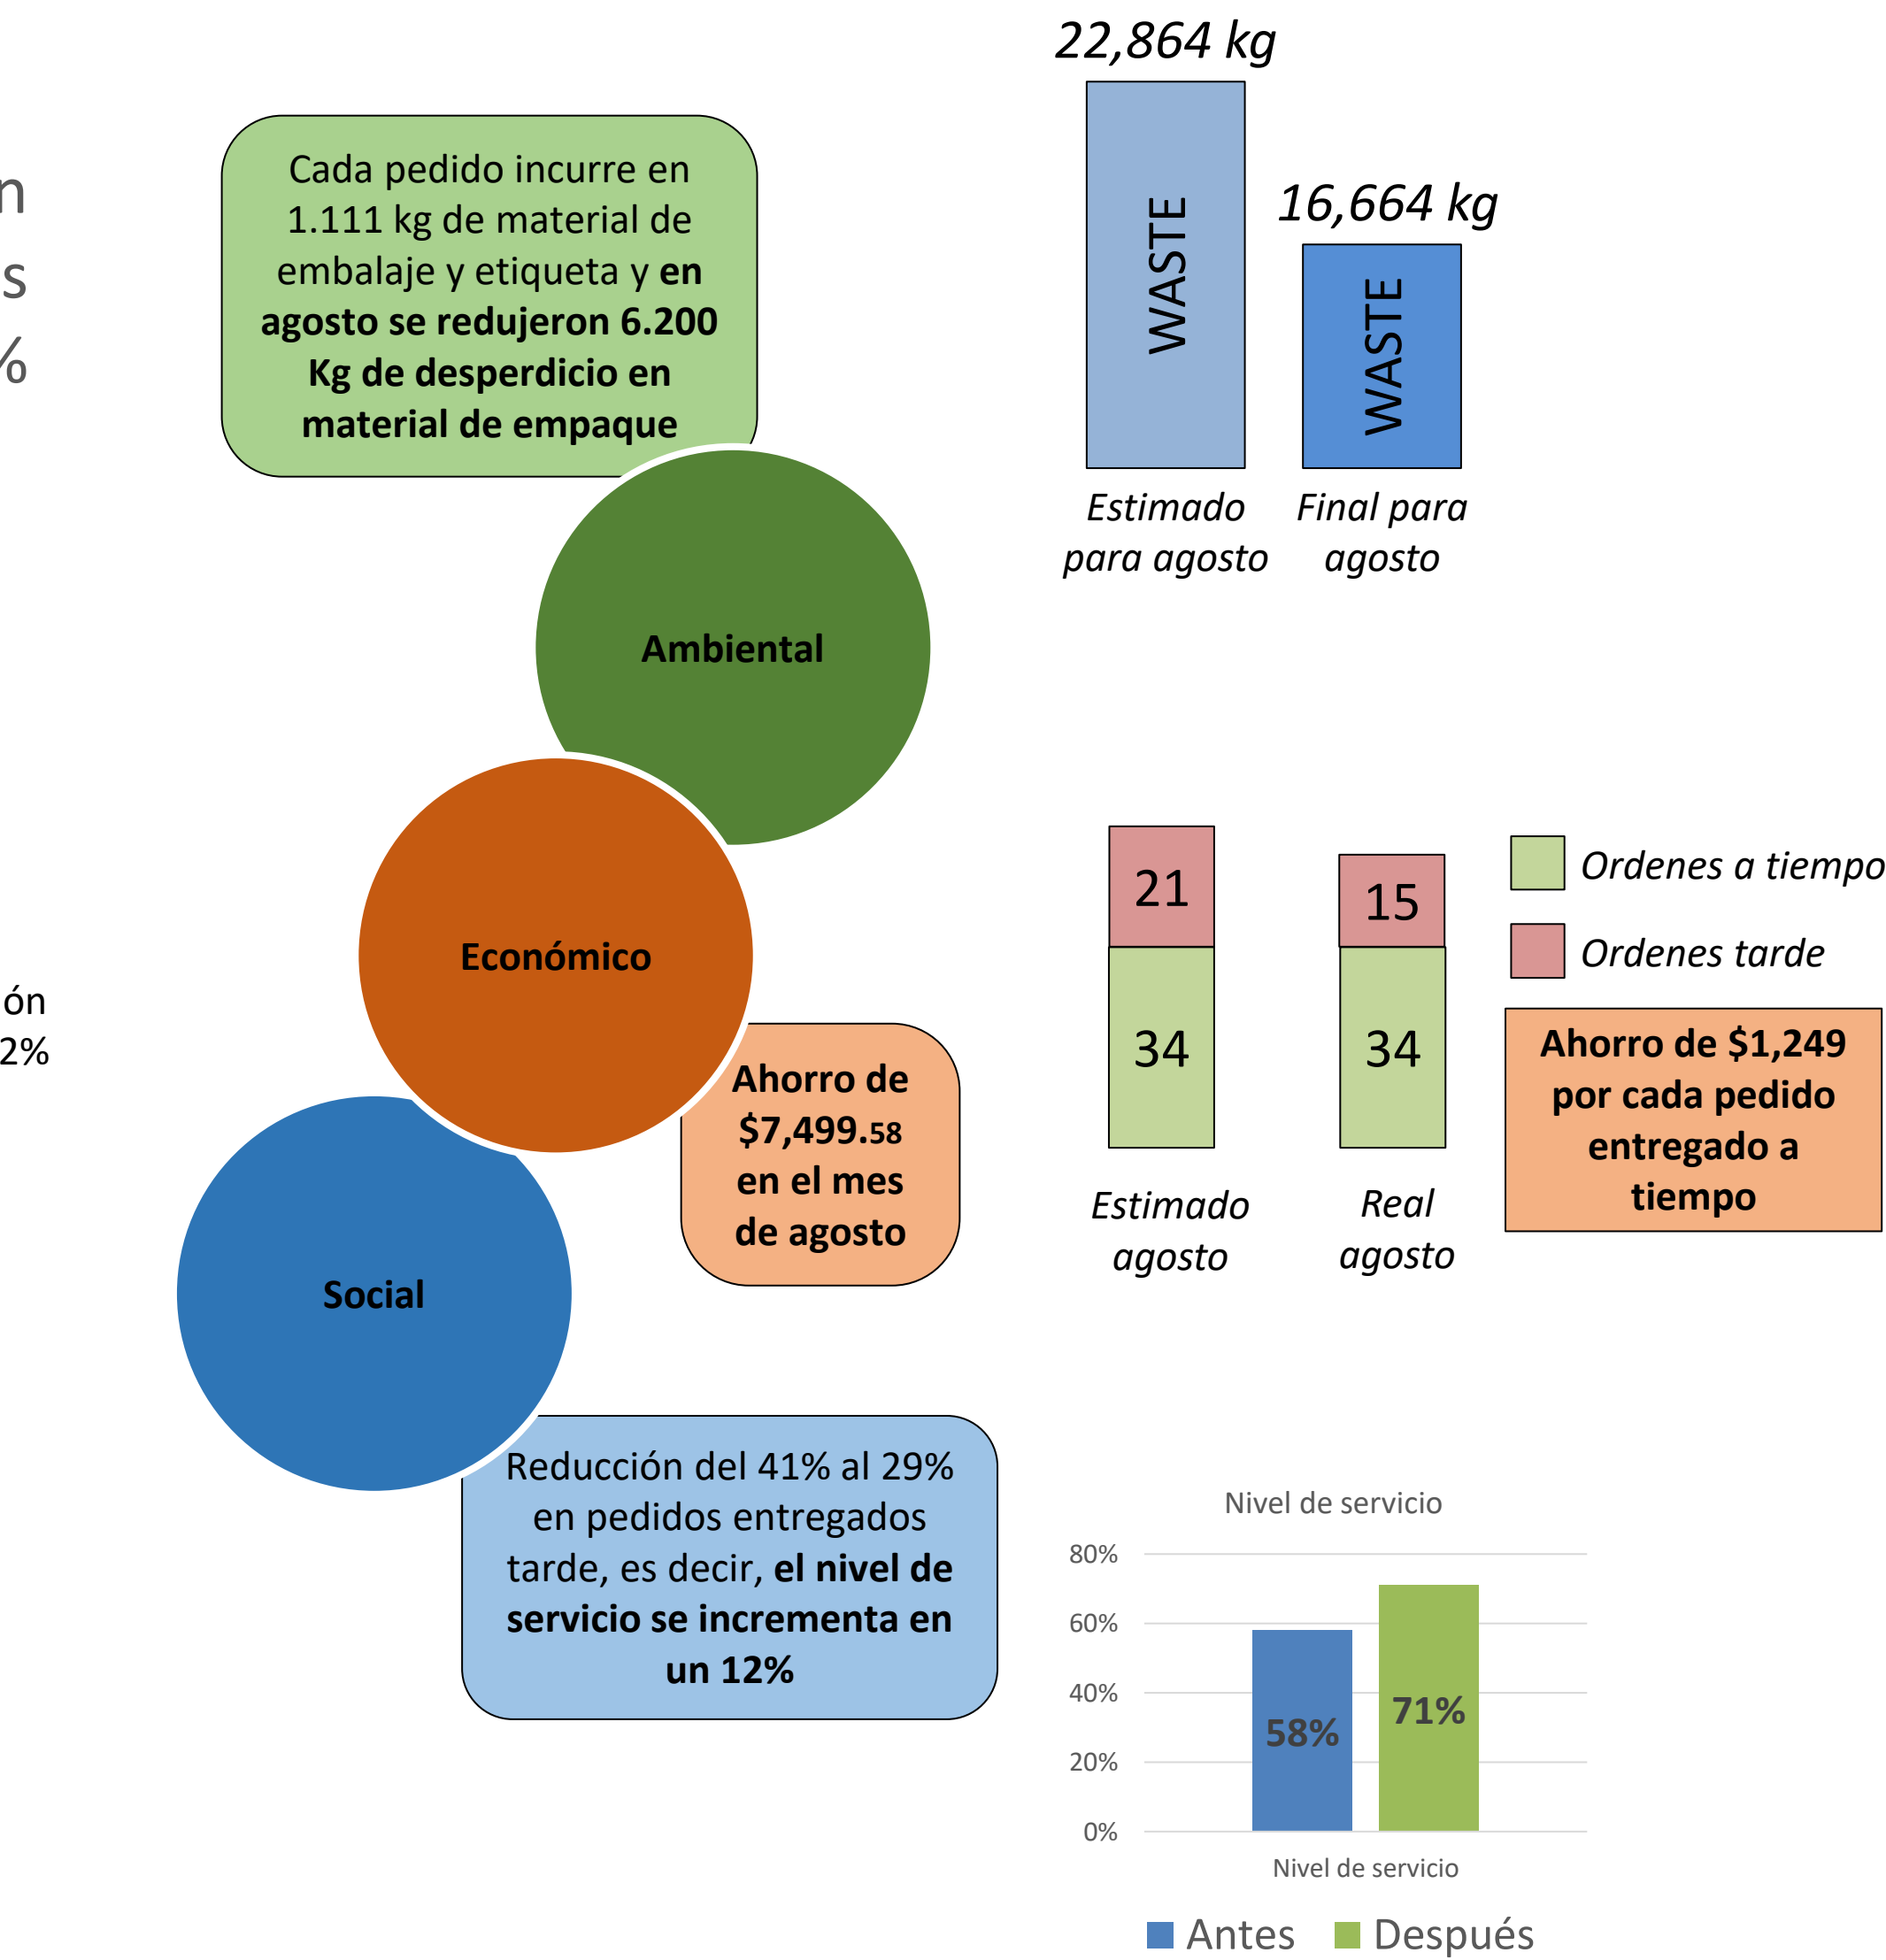 n
s
%
ón
2%
Cada pedido incurre en
1.111 kg de material de
embalaje y etiqueta y en
agosto se redujeron 6.200
Kg de desperdicio en
material de empaque
Ambiental
Económico
Ahorro de
$7,499.58
en el mes
de agosto
Social
Reducción del 41% al 29%
en pedidos entregados
tarde, es decir, el nivel de
servicio se incrementa en
un 12%
22,864 kg
WASTE
Estimado
para agosto
16,664 kg
WASTE
Final para
agosto
21
34
Estimado
agosto
15
34
Real
agosto
Ordenes a tiempo
Ordenes tarde
Ahorro de $1,249
por cada pedido
entregado a
tiempo
Nivel de servicio
80%
60%
40%
20%
0%
58%
71%
Nivel de servicio
Antes
Después